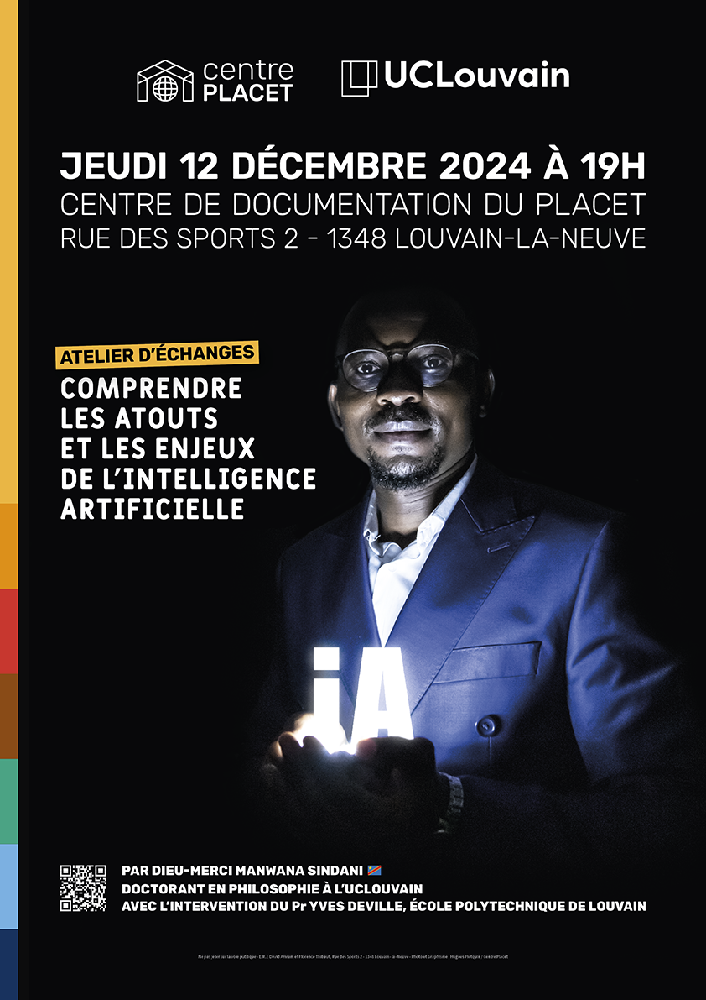 centre
PLACET
UCLouvain
JEUDI 12 DÉCEMBRE 2024 À 19H
CENTRE DE DOCUMENTATION DU PLACET
RUE DES SPORTS 2 - 1348 LOUVAIN-LA-NEUVE
ATELIER D'ÉCHANGES
COMPRENDRE
LES ATOUTS
ET LES ENJEUX
DE L'INTELLIGENCE
ARTIFICIELLE
iA
PAR DIEU-MERCI MANWANA SINDANI
DOCTORANT EN PHILOSOPHIE À L'UCLOUVAIN
AVEC L'INTERVENTION DU Pr YVES DEVILLE, ÉCOLE POLYTECHNIQUE DE LOUVAIN
Ne pas jeter sur la voie publique - E.R. : David Amram et Florence Thibaut, Rue des Sports 2 - 1348 Louvain-la-Neuve - Photo et Graphisme : Hugues / Centre Placet